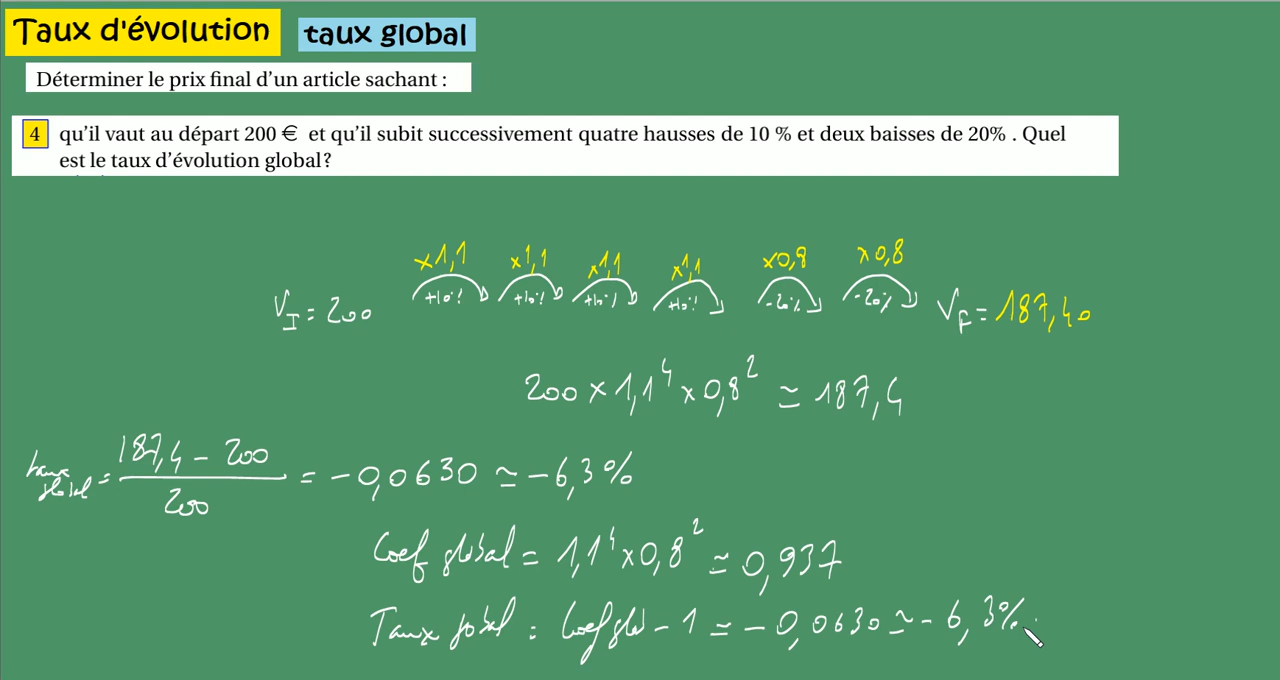 Taux d'évolution taux global
Déterminer le prix final d'un article sachant :
4 qu'il vaut au départ 200 € et qu'il subit successivement quatre hausses de 10 % et deux baisses de 20% . Quel
est le taux d'évolution global?
×1,1 ×1,1 ×1,1 ×1,1 ×0,8 ×0,8
+10% +10% +10% +10% -20% -20%
V_I = 200 V_F = 187,40
200 × 1,1⁴ × 0,8² ≃ 187,4
taux global = (187,4 - 200) / 200 = -0,0630 ≃ -6,3%
Coef global = 1,1⁴ × 0,8² ≃ 0,937
Taux global = Coef glob - 1 ≃ -0,0630 ≃ -6,3%